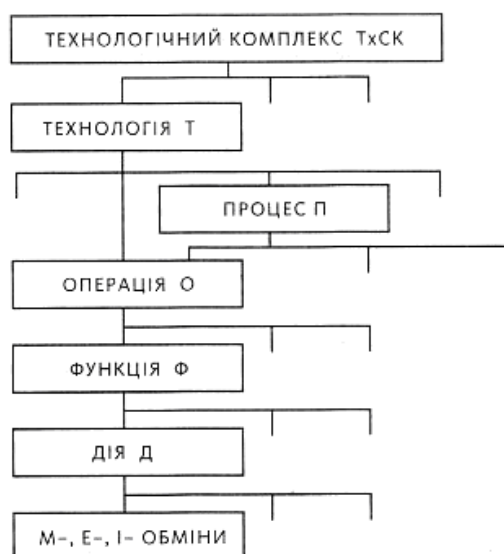 ТЕХНОЛОГІЧНИЙ КОМПЛЕКС ТхСК
ТЕХНОЛОГІЯ Т
ПРОЦЕС П
ОПЕРАЦІЯ О
ФУНКЦІЯ Ф
ДІЯ Д
М–, Е–, І– ОБМІНИ